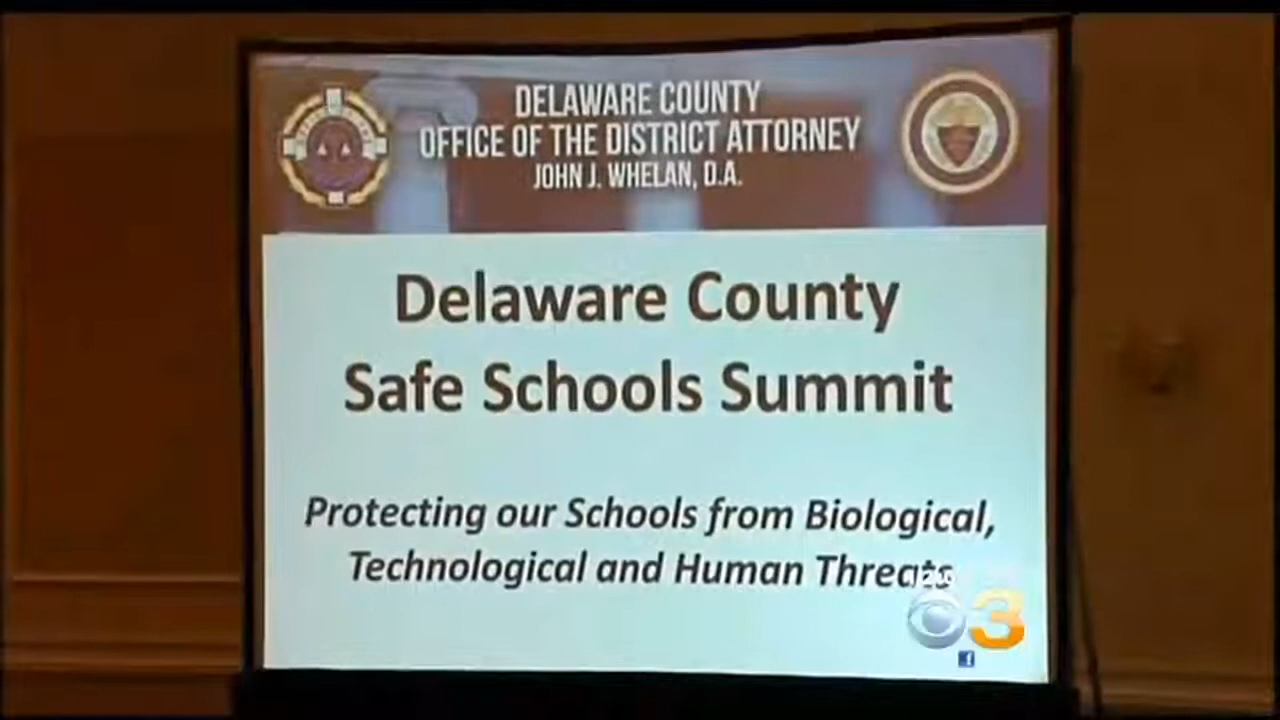 DELAWARE COUNTY
OFFICE OF THE DISTRICT ATTORNEY
JOHN J. WHELAN, D.A.
Delaware County
Safe Schools Summit
Protecting our Schools from Biological,
Technological and Human Threats
3
f